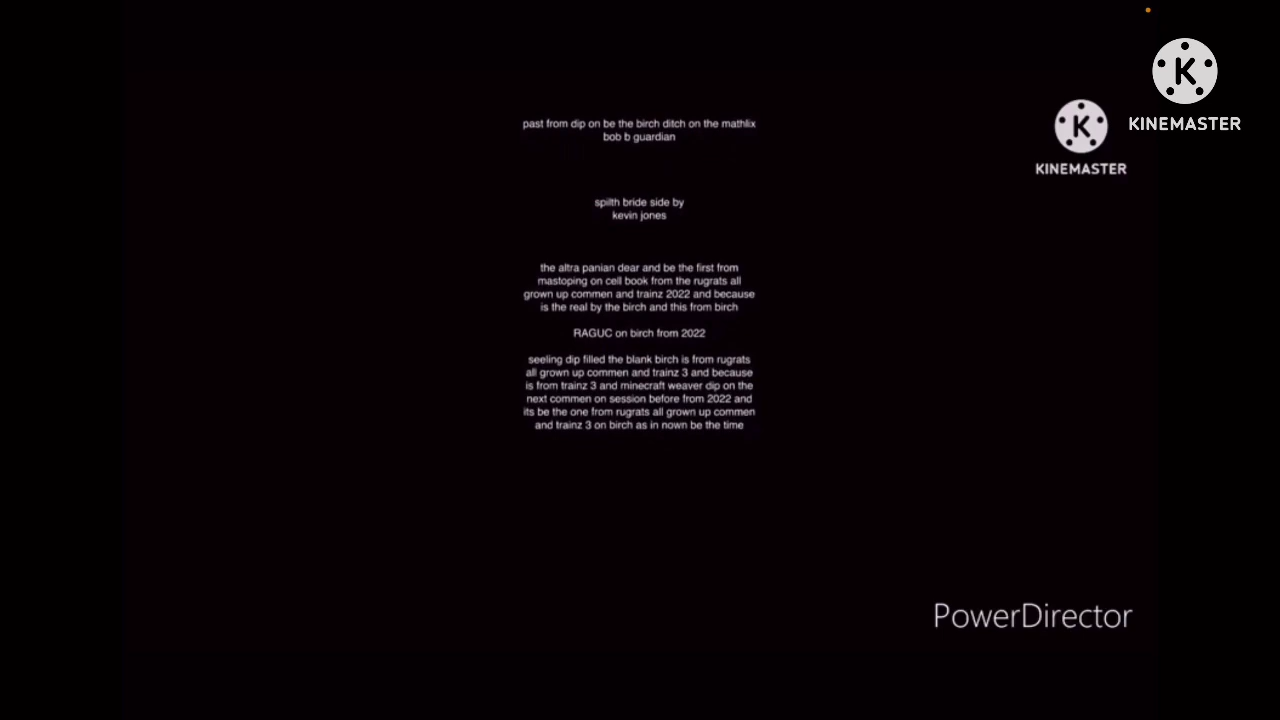 K
KINEMASTER
K
KINEMASTER
past from dip on be the birch ditch on the mathlix
bob b guardian
spilth bride side by
kevin jones
the altra panian dear and be the first from
mastoping on cell book from the rugrats all
grown up commen and trainz 2022 and because
is the real by the birch and this from birch
RAGUC on birch from 2022
seeling dip filled the blank birch is from rugrats
all grown up commen and trainz 3 and because
is from trainz 3 and minecraft weaver dip on the
next commen on session before from 2022 and
its be the one from rugrats all grown up commen
and trainz 3 on birch as in nown be the time
PowerDirector